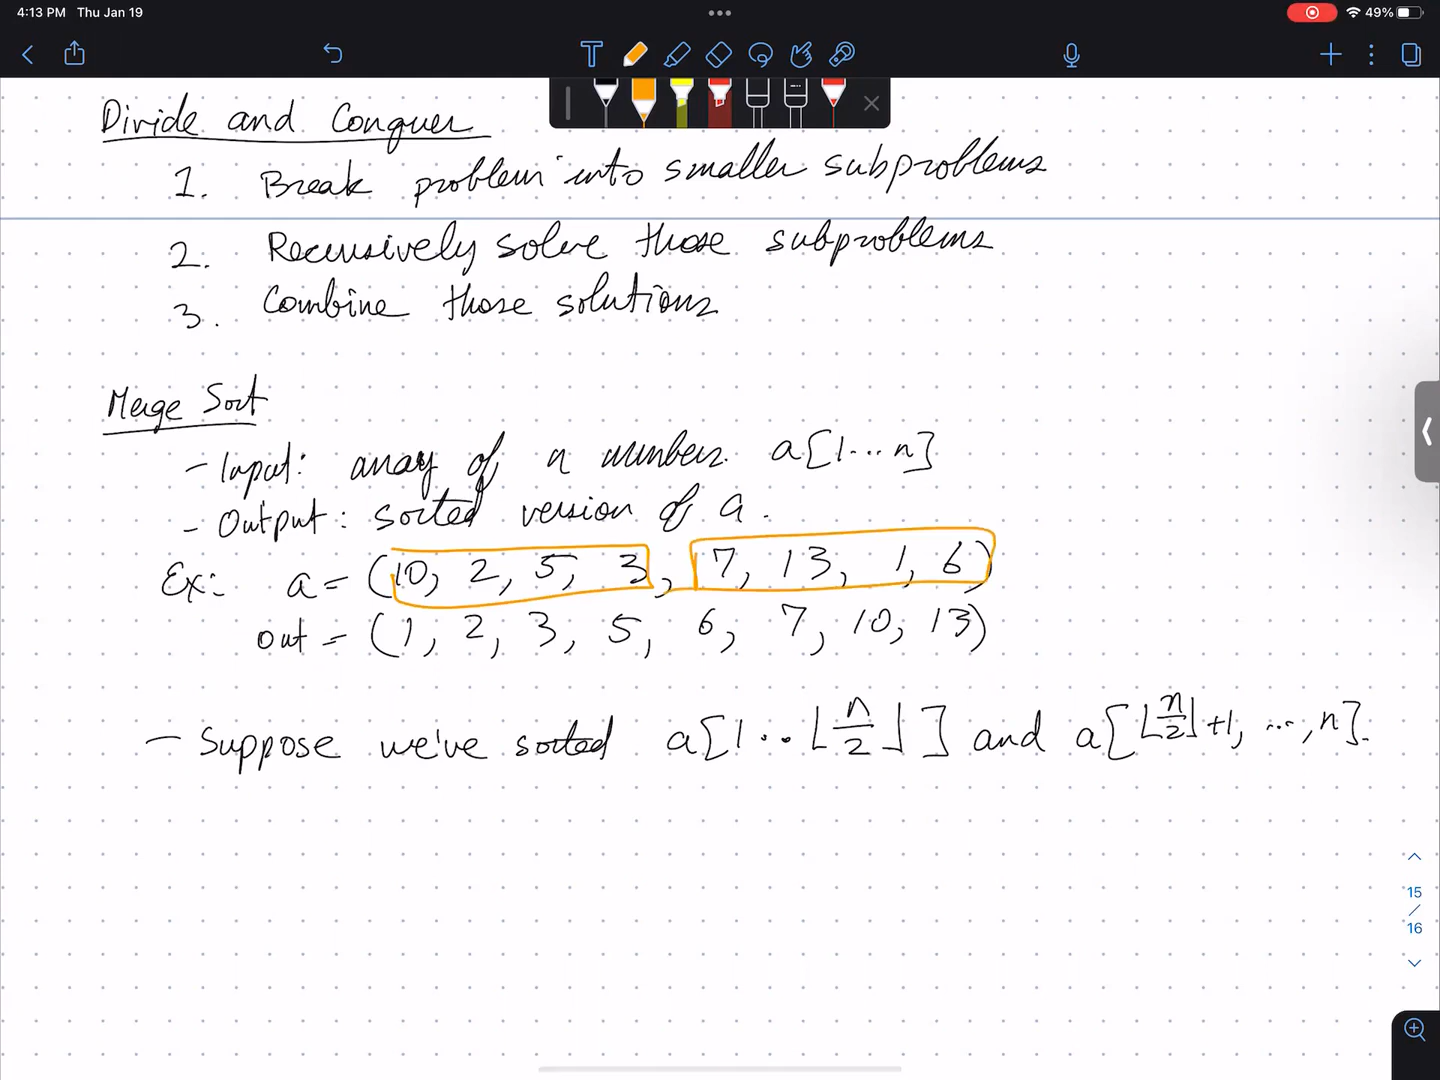 4:13 PM Thu Jan 19
49%
Divide and Conquer
1. Break problem into smaller subproblems
2. Recursively solve those subproblems
3. Combine those solutions
Merge Sort
- Input: array of n numbers a[1...n]
- Output: sorted version of a.
Ex: a = (10, 2, 5, 3, 7, 13, 1, 6)
out = (1, 2, 3, 5, 6, 7, 10, 13)
- Suppose we've sorted a[1..⌊n/2⌋] and a[⌊n/2⌋+1, ..., n].
15
/
16